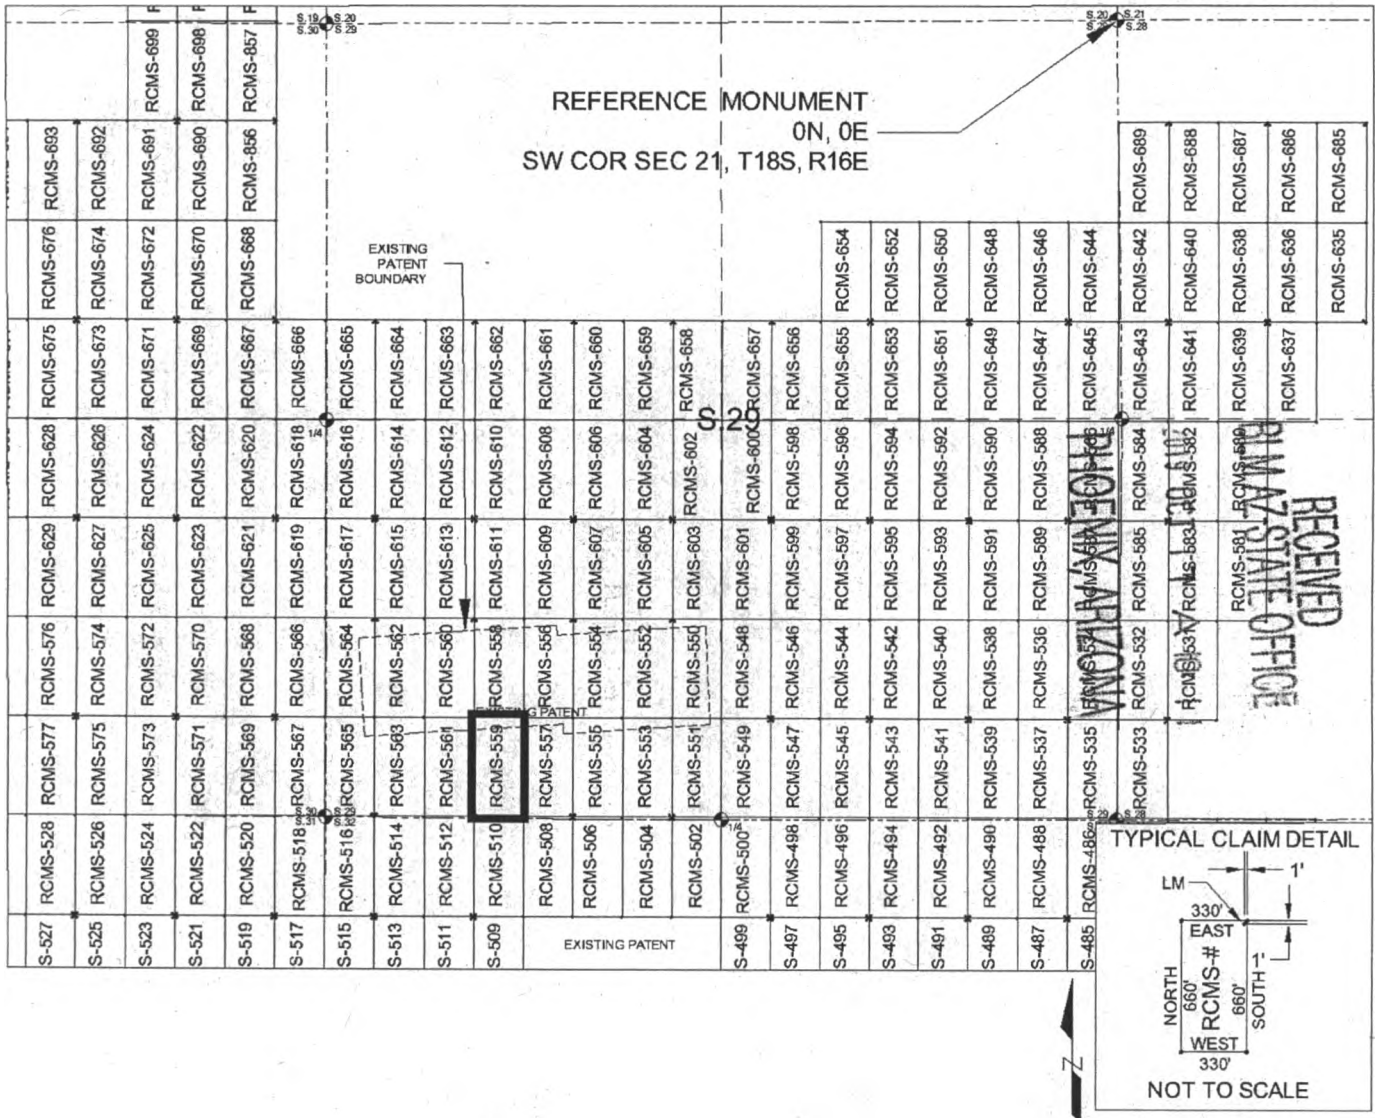 S.19 S.20
S.30 S.29
S.20 S.21
S.28
RCMS-699 RCMS-698 RCMS-857
REFERENCE MONUMENT
0N, 0E
SW COR SEC 21, T18S, R16E
RCMS-693 RCMS-692 RCMS-691 RCMS-690 RCMS-856 RCMS-689 RCMS-688 RCMS-687 RCMS-686 RCMS-685
RCMS-676 RCMS-674 RCMS-672 RCMS-670 RCMS-668 RCMS-654 RCMS-652 RCMS-650 RCMS-648 RCMS-646 RCMS-644 RCMS-642 RCMS-640 RCMS-638 RCMS-636 RCMS-635
EXISTING
PATENT
BOUNDARY
RCMS-675 RCMS-673 RCMS-671 RCMS-669 RCMS-667 RCMS-666 RCMS-665 RCMS-664 RCMS-663 RCMS-662 RCMS-661 RCMS-660 RCMS-659 RCMS-658 RCMS-657 RCMS-656 RCMS-655 RCMS-653 RCMS-651 RCMS-649 RCMS-647 RCMS-645 RCMS-643 RCMS-641 RCMS-639 RCMS-637
S.29
1/4
RCMS-628 RCMS-626 RCMS-624 RCMS-622 RCMS-620 RCMS-618 RCMS-616 RCMS-614 RCMS-612 RCMS-610 RCMS-608 RCMS-606 RCMS-604 RCMS-602 RCMS-600 RCMS-598 RCMS-596 RCMS-594 RCMS-592 RCMS-590 RCMS-588 RCMS-586 RCMS-584 RCMS-582 RCMS-580
RCMS-629 RCMS-627 RCMS-625 RCMS-623 RCMS-621 RCMS-619 RCMS-617 RCMS-615 RCMS-613 RCMS-611 RCMS-609 RCMS-607 RCMS-605 RCMS-603 RCMS-601 RCMS-599 RCMS-597 RCMS-595 RCMS-593 RCMS-591 RCMS-589 RCMS-587 RCMS-585 RCMS-583 RCMS-581
RECEIVED
BLM AZ STATE OFFICE
PHOENIX, ARIZONA
RCMS-576 RCMS-574 RCMS-572 RCMS-570 RCMS-568 RCMS-566 RCMS-564 RCMS-562 RCMS-560 RCMS-558 RCMS-556 RCMS-554 RCMS-552 RCMS-550 RCMS-548 RCMS-546 RCMS-544 RCMS-542 RCMS-540 RCMS-538 RCMS-536 RCMS-534 RCMS-532 RCMS-531
PATENT
RCMS-577 RCMS-575 RCMS-573 RCMS-571 RCMS-569 RCMS-567 RCMS-565 RCMS-563 RCMS-561 RCMS-559 RCMS-557 RCMS-555 RCMS-553 RCMS-551 RCMS-549 RCMS-547 RCMS-545 RCMS-543 RCMS-541 RCMS-539 RCMS-537 RCMS-535 RCMS-533
S.30
S.31
1/4
S.29 S.28
RCMS-528 RCMS-526 RCMS-524 RCMS-522 RCMS-520 RCMS-518 RCMS-516 RCMS-514 RCMS-512 RCMS-510 RCMS-508 RCMS-506 RCMS-504 RCMS-502 RCMS-500 RCMS-498 RCMS-496 RCMS-494 RCMS-492 RCMS-490 RCMS-488 RCMS-486
S-527 S-525 S-523 S-521 S-519 S-517 S-515 S-513 S-511 S-509 EXISTING PATENT S-499 S-497 S-495 S-493 S-491 S-489 S-487 S-485
TYPICAL CLAIM DETAIL
1'
LM
330'
EAST
1'
NORTH
660'
RCMS-#
660'
SOUTH
WEST
330'
NOT TO SCALE
N